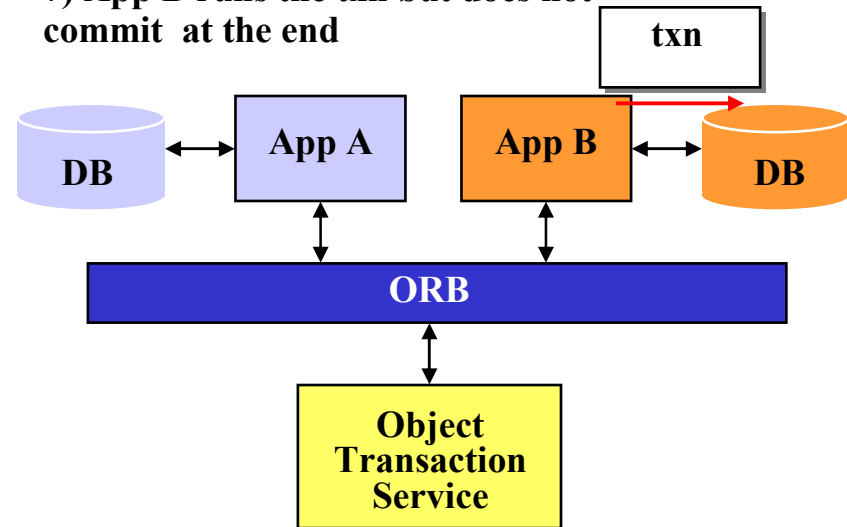 commit at the end
txn
App A
App B
DB
DB
ORB
Object
Transaction
Service